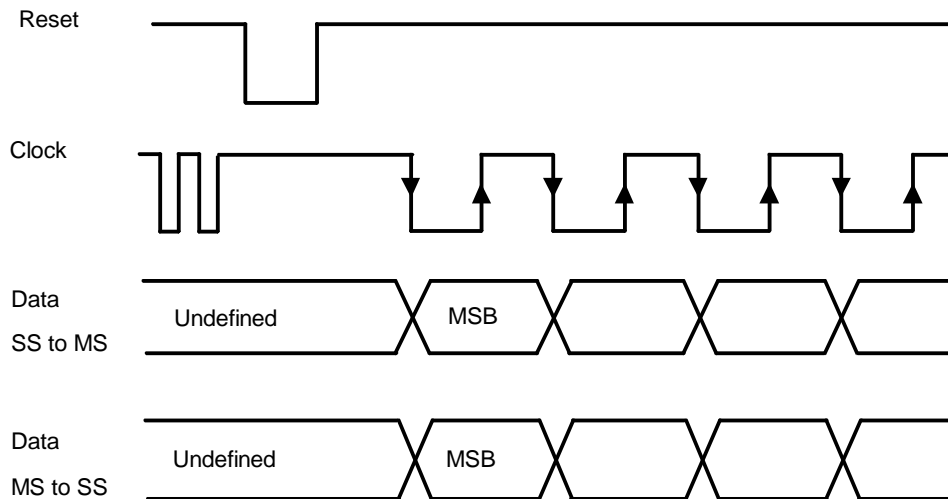 Reset
Clock
Data
SS to MS
Undefined
MSB
Data
MS to SS
Undefined
MSB